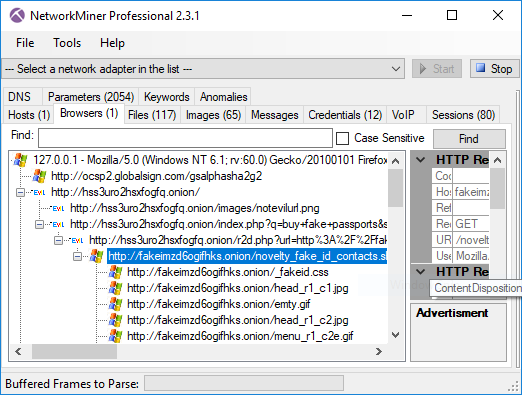 NetworkMiner Professional 2.3.1
File Tools Help
--- Select a network adapter in the list --- Start Stop
DNS Parameters (2054) Keywords Anomalies
Hosts (1) Browsers (1) Files (117) Images (65) Messages Credentials (12) VoIP Sessions (80)
Find: Case Sensitive Find
127.0.0.1 - Mozilla/5.0 (Windows NT 6.1; rv:60.0) Gecko/20100101 Firefox
http://ocsp2.globalsign.com/gsalphasha2g2
http://hss3uro2hsxfogfq.onion/
http://hss3uro2hsxfogfq.onion/images/notevilurl.png
http://hss3uro2hsxfogfq.onion/index.php?q=buy+fake+passports&s
http://hss3uro2hsxfogfq.onion/r2d.php?url=http%3A%2F%2Ffak
http://fakeimzd6ogifhks.onion/novelty_fake_id_contacts.s
http://fakeimzd6ogifhks.onion/_fakeid.css
http://fakeimzd6ogifhks.onion/head_r1_c1.jpg
http://fakeimzd6ogifhks.onion/emty.gif
http://fakeimzd6ogifhks.onion/head_r1_c2.jpg
http://fakeimzd6ogifhks.onion/menu_r1_c2e.gif
HTTP Re
Coo
Hos fakeim
Ref
Rec GET
UR /novelty
Use Mozilla.
HTTP Re
ContentDisposition
Advertisment
Buffered Frames to Parse: